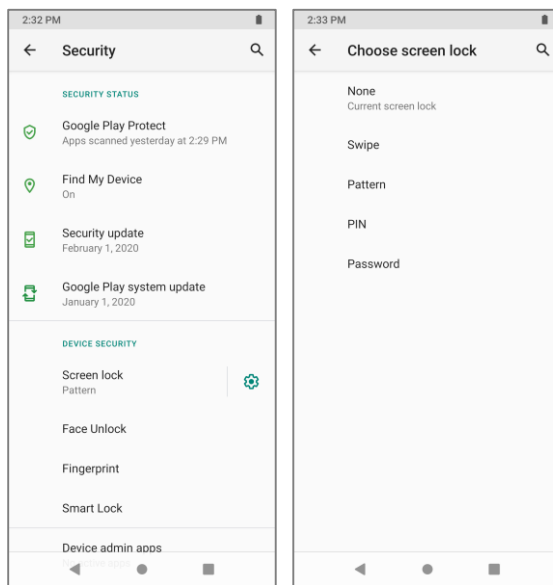 2:32 PM
Security
SECURITY STATUS
Google Play Protect
Apps scanned yesterday at 2:29 PM
Find My Device
On
Security update
February 1, 2020
Google Play system update
January 1, 2020
DEVICE SECURITY
Screen lock
Pattern
Face Unlock
Fingerprint
Smart Lock
Device admin apps
2:33 PM
Choose screen lock
None
Current screen lock
Swipe
Pattern
PIN
Password